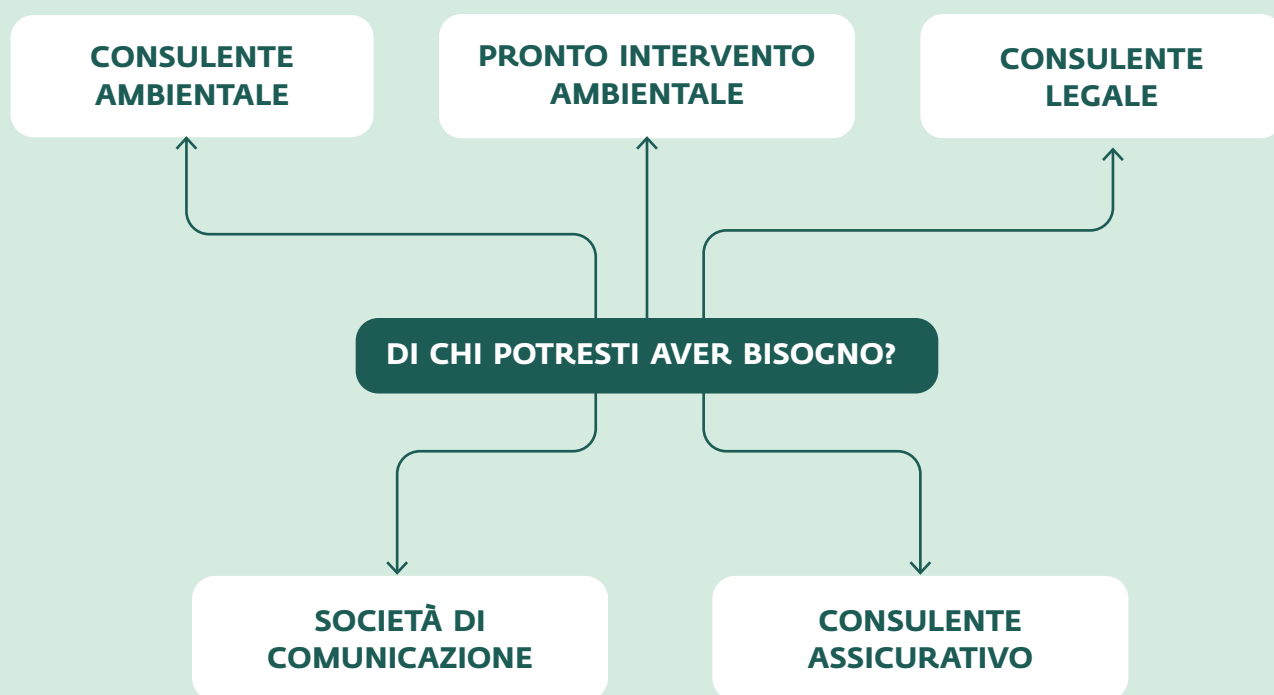 CONSULENTE
AMBIENTALE
PRONTO INTERVENTO
AMBIENTALE
CONSULENTE
LEGALE
DI CHI POTRESTI AVER BISOGNO?
SOCIETÀ DI
COMUNICAZIONE
CONSULENTE
ASSICURATIVO